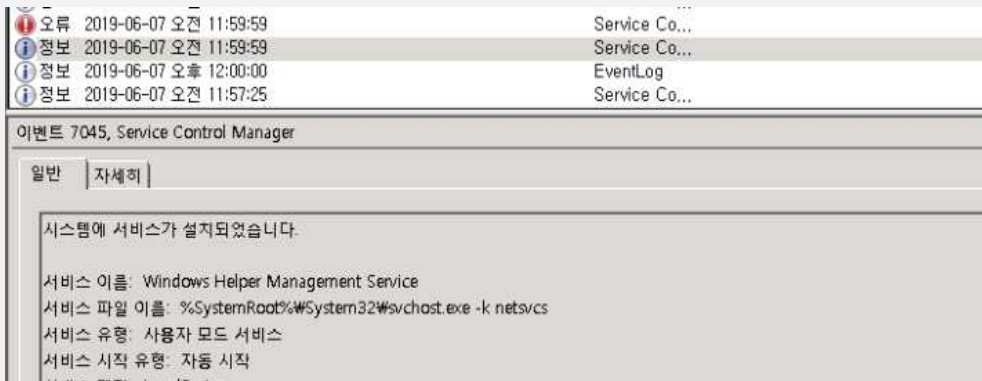 오류 2019-06-07 오전 11:59:59 Service Co...
정보 2019-06-07 오전 11:59:59 Service Co...
정보 2019-06-07 오후 12:00:00 EventLog
정보 2019-06-07 오전 11:57:25 Service Co...
이벤트 7045, Service Control Manager
일반 자세히
시스템에 서비스가 설치되었습니다.
서비스 이름: Windows Helper Management Service
서비스 파일 이름: %SystemRoot%₩System32₩svchost.exe -k netsvcs
서비스 유형: 사용자 모드 서비스
서비스 시작 유형: 자동 시작